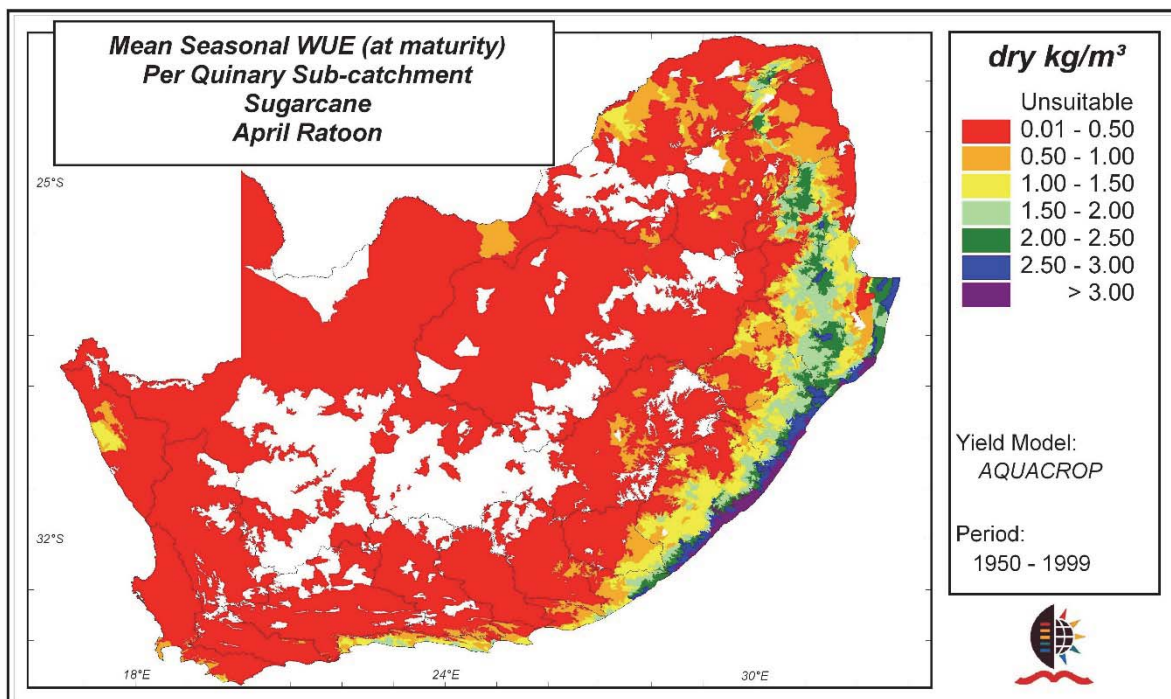 Mean Seasonal WUE (at maturity)
Per Quinary Sub-catchment
Sugarcane
April Ratoon
25°S
32°S
18°E
24°E
30°E
dry kg/m³
Unsuitable
0.01 - 0.50
0.50 - 1.00
1.00 - 1.50
1.50 - 2.00
2.00 - 2.50
2.50 - 3.00
> 3.00
Yield Model:
AQUACROP
Period:
1950 - 1999